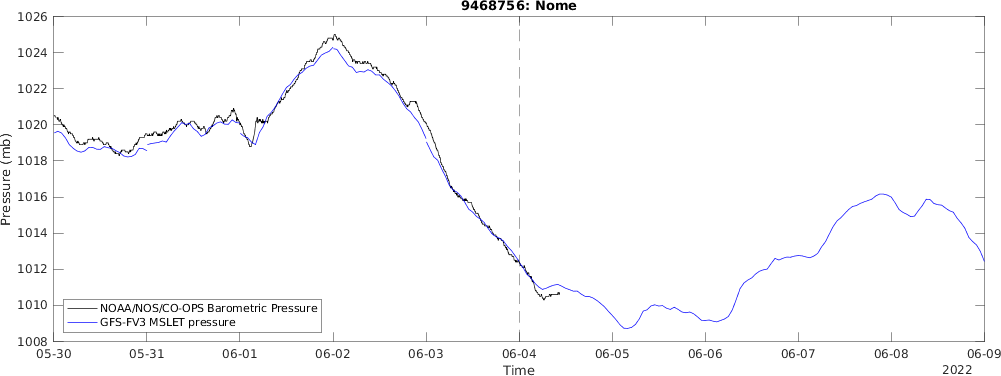 9468756: Nome
1026
1024
1022
1020
1018
1016
1014
1012
1010
1008
Pressure (mb)
NOAA/NOS/CO-OPS Barometric Pressure
GFS-FV3 MSLET pressure
05-30 05-31 06-01 06-02 06-03 06-04 06-05 06-06 06-07 06-08 06-09
Time
2022